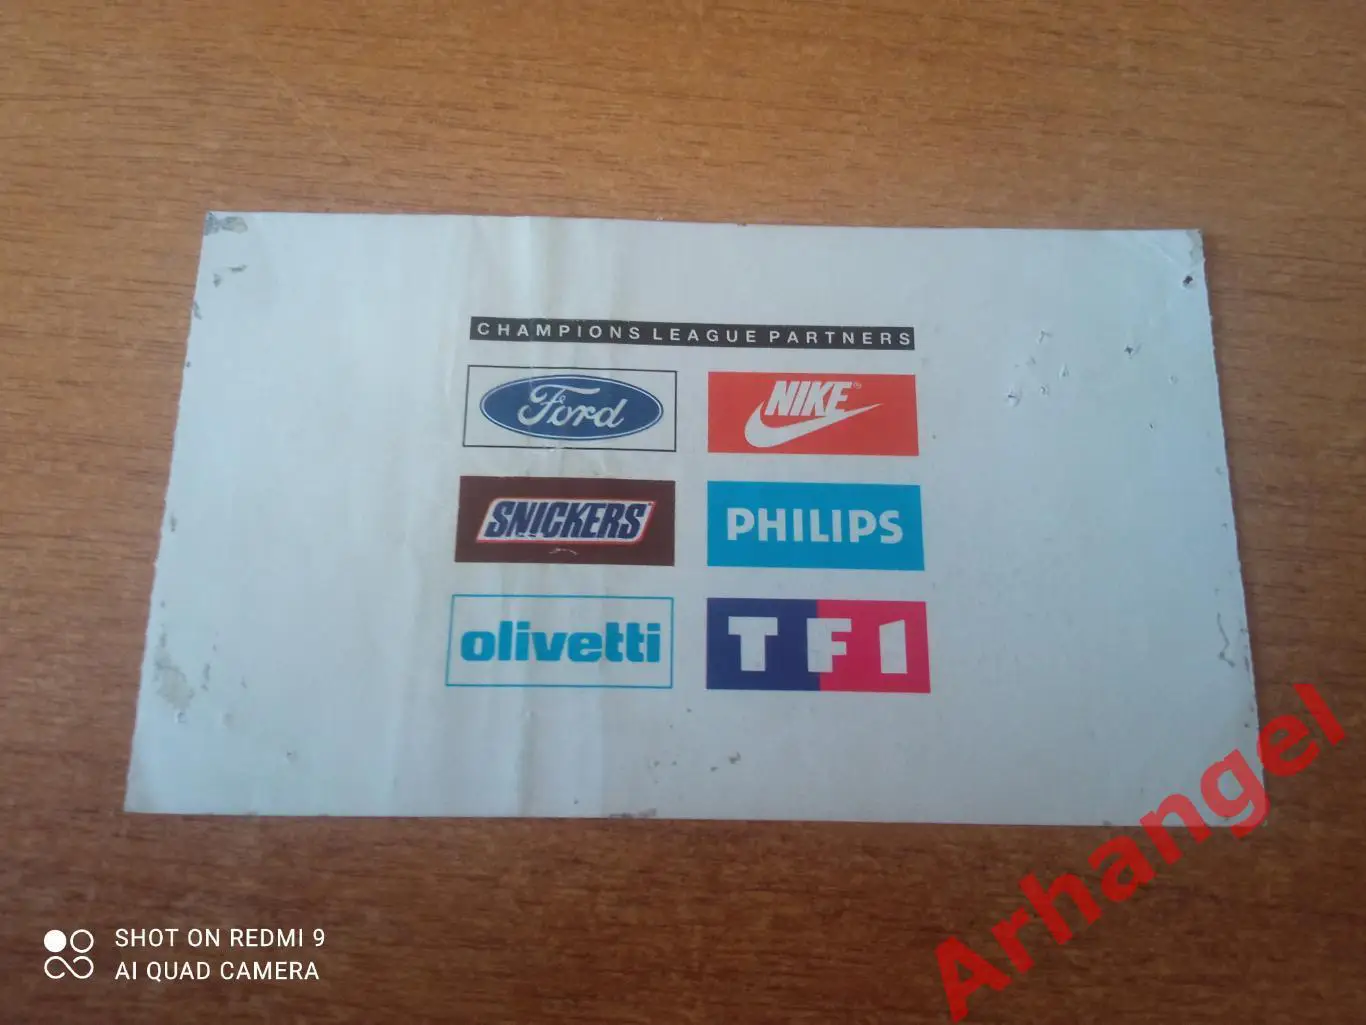 CHAMPIONS LEAGUE PARTNERS
Ford
NIKE
SNICKERS
PHILIPS
olivetti
TF1
Arhangel
SHOT ON REDMI 9
AI QUAD CAMERA